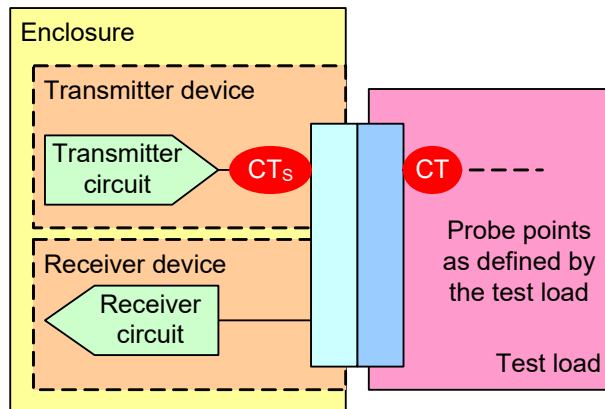 Enclosure
Transmitter device
Transmitter
circuit
CTS
CT
Probe points
as defined by
the test load
Receiver device
Receiver
circuit
Test load